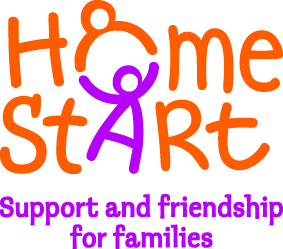 HOme
StARt
Support and friendship
for families